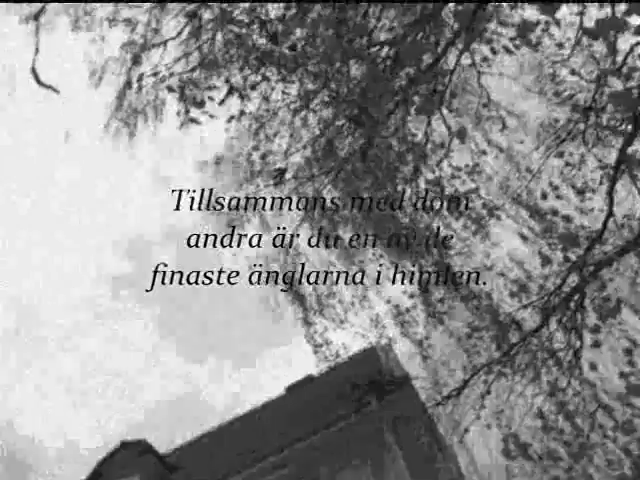 Tillsammans med dom
andra är du en av de
finaste änglarna i himlen.